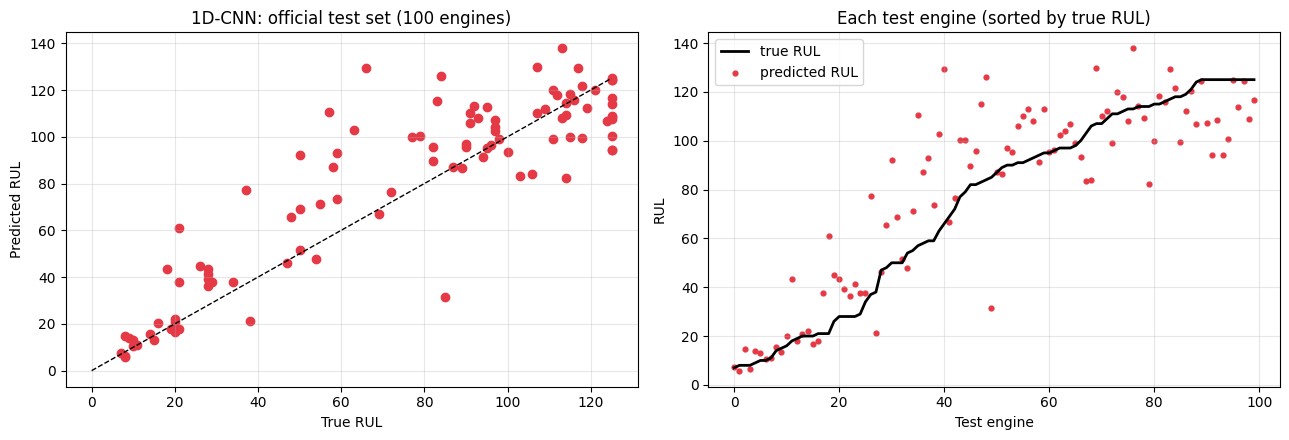 1D-CNN: official test set (100 engines)
140
120
100
80
60
40
20
0
Predicted RUL
0 20 40 60 80 100 120
True RUL
Each test engine (sorted by true RUL)
true RUL
predicted RUL
140
120
100
80
60
40
20
0
RUL
0 20 40 60 80 100
Test engine